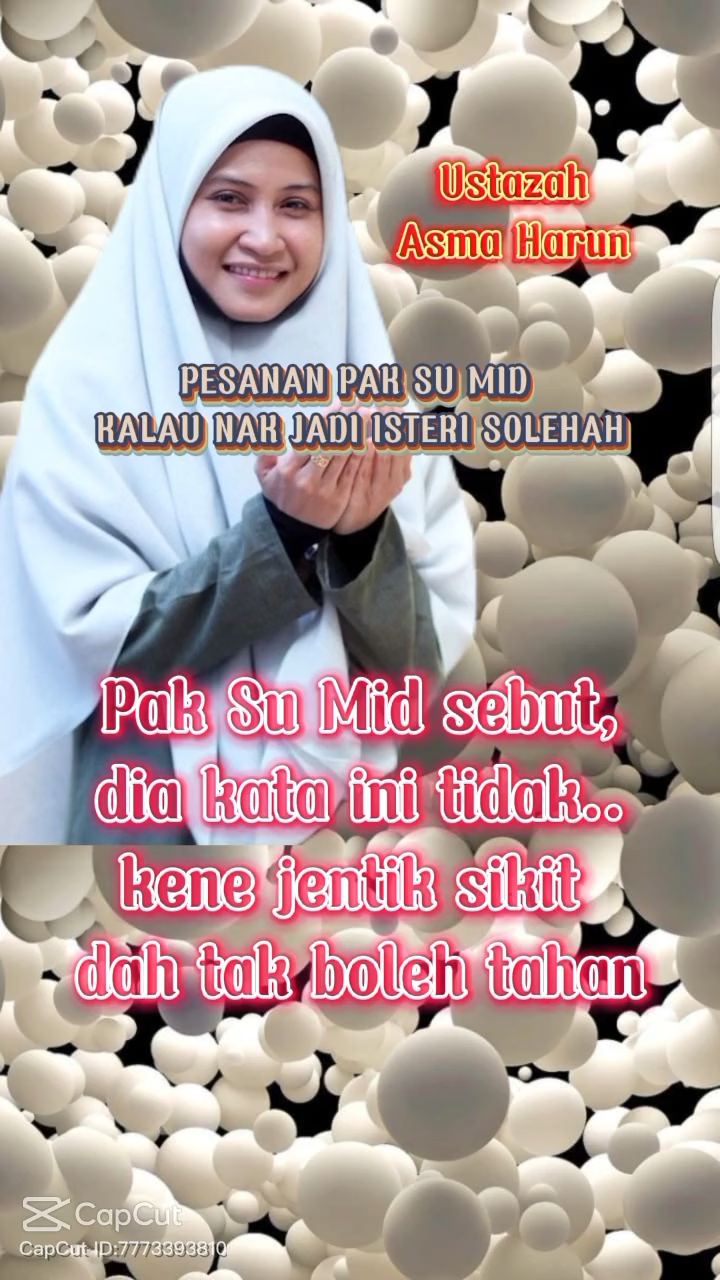 Ustazah
Asma Harun
PESANAN PAK SU MID
KALAU NAK JADI ISTERI SOLEHAH
Pak Su Mid sebut,
dia kata ini tidak..
kene jentik sikit
dah tak boleh tahan
CapCut
CapCut ID:7773393810